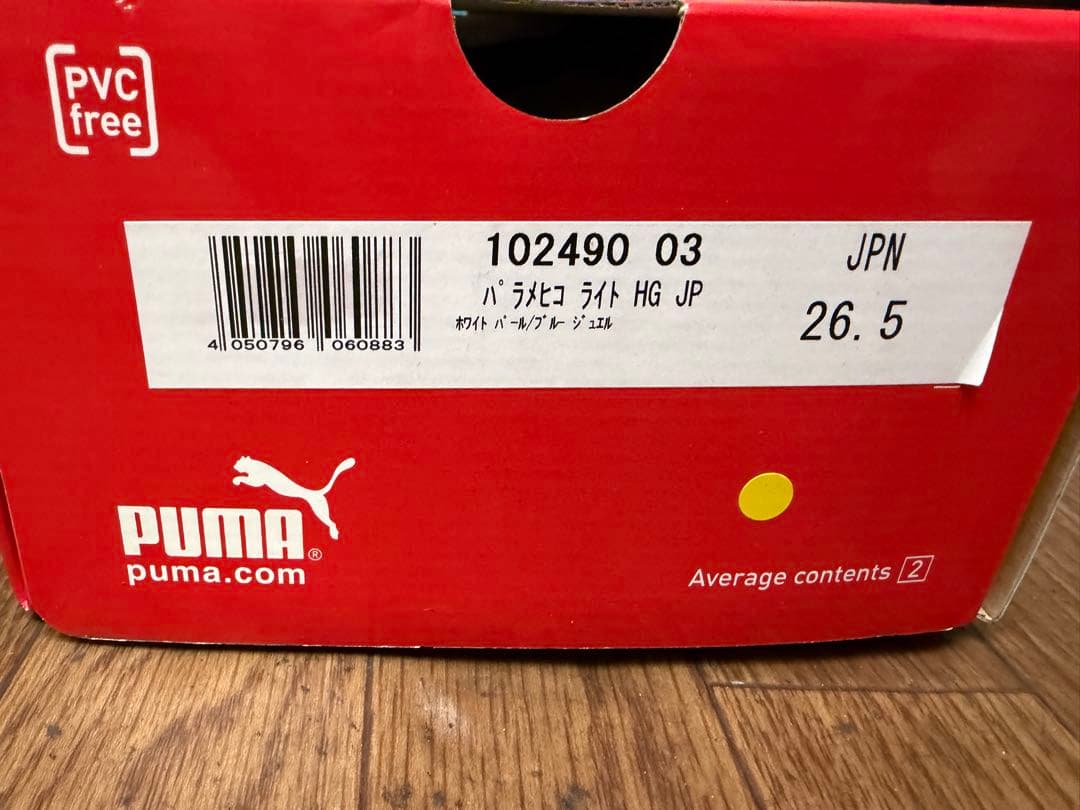 PVC
free
102490 03
JPN
パラメヒコ ライト HG JP
ホワイト パール/ブルー ジュエル
26.5
4 050796 060883
PUMA®
puma.com
Average contents 2